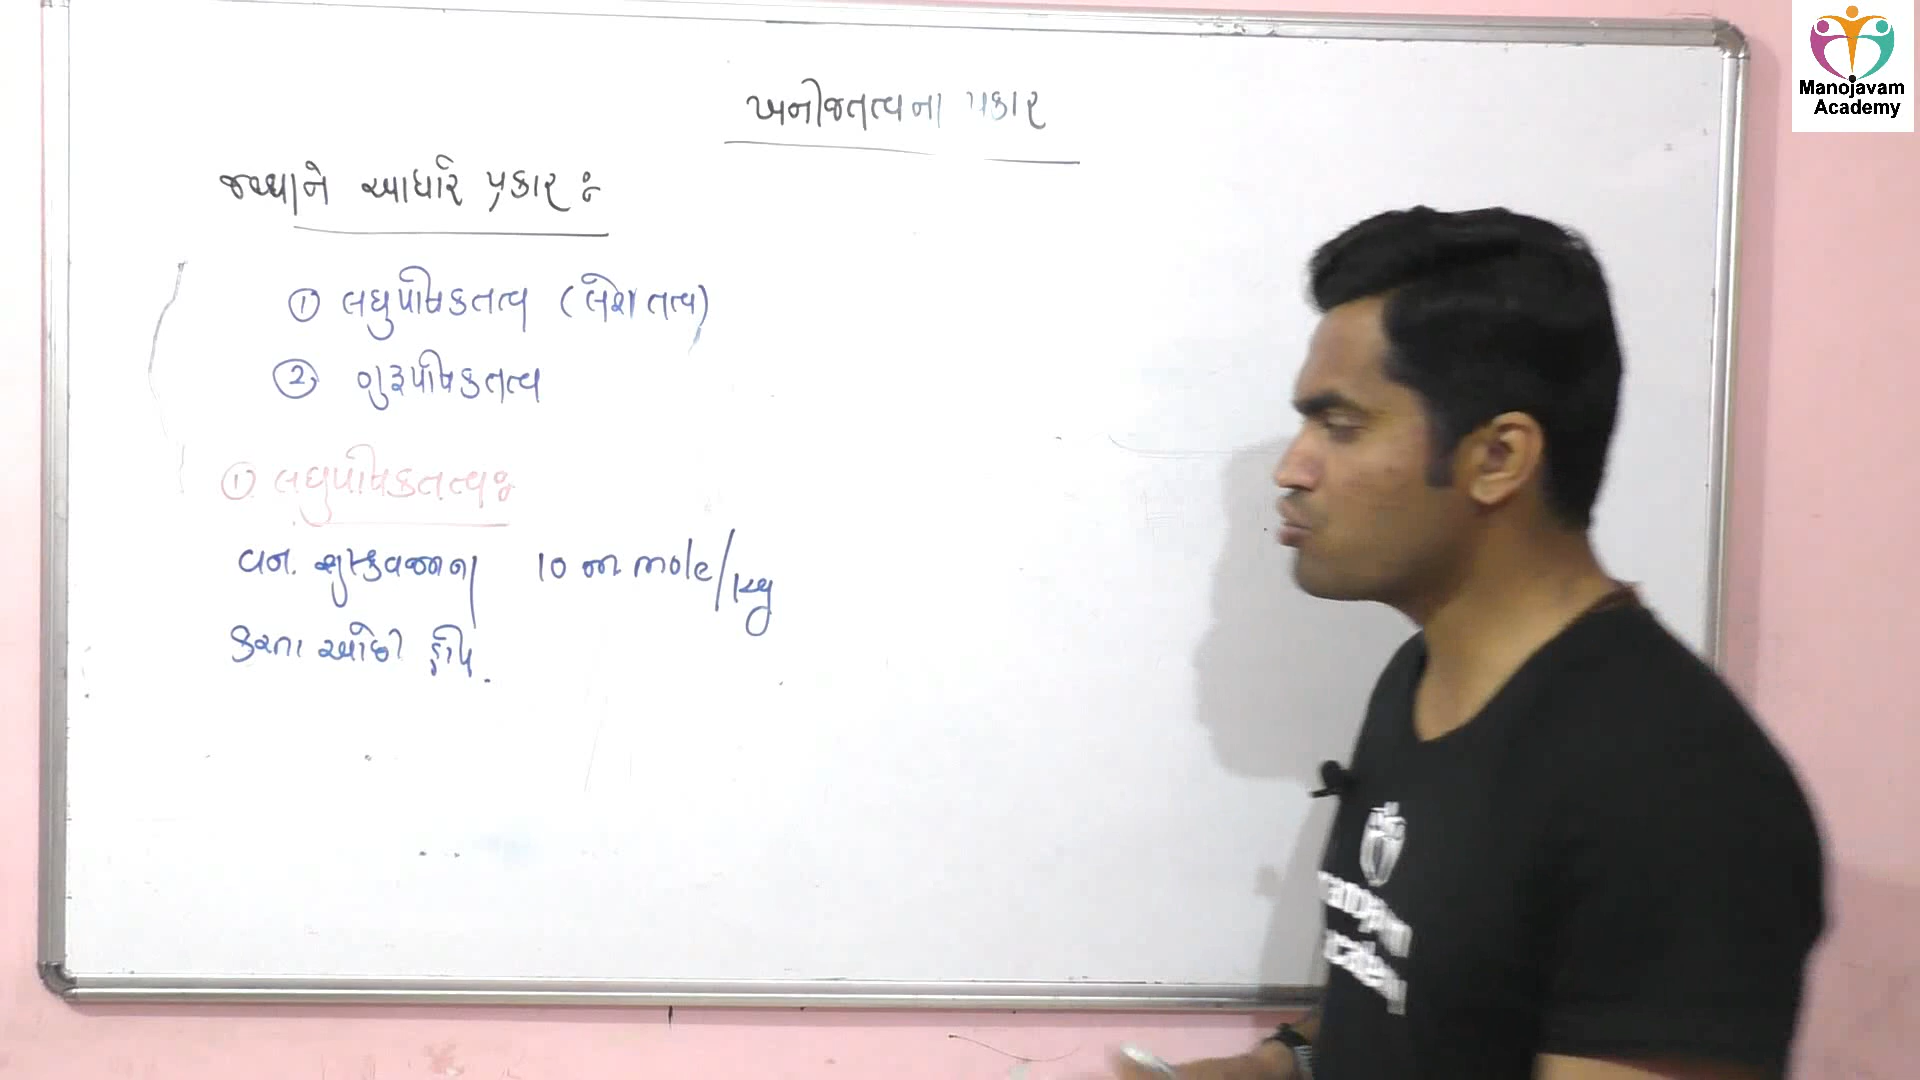 ખનીજતત્વના પ્રકાર
જથ્થાને આધારે પ્રકાર :
① લઘુપોષકતત્વ (લેશ તત્વ)
② ગુરુપોષકતત્વ
① લઘુપોષકતત્વ :
વન. શુષ્કવજનના 10 m mole/kg
કરતા ઓછી હોય.
Manojavam
Academy